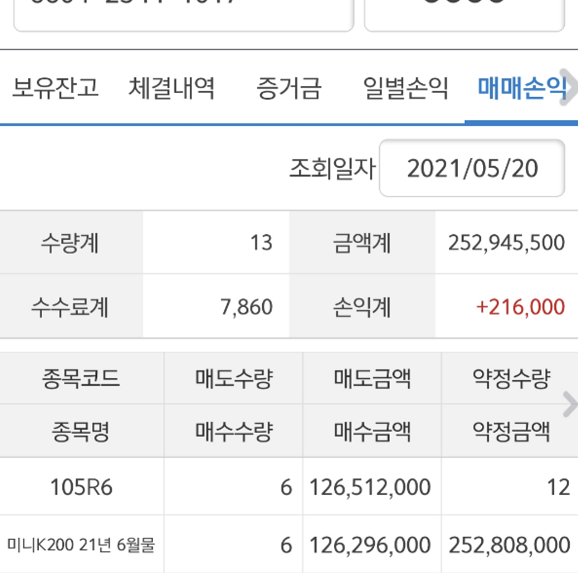 보유잔고 체결내역 증거금 일별손익 매매손익
조회일자 2021/05/20
수량계 13 금액계 252,945,500
수수료계 7,860 손익계 +216,000
종목코드 매도수량 매도금액 약정수량
종목명 매수수량 매수금액 약정금액
105R6 6 126,512,000 12
미니K200 21년 6월물 6 126,296,000 252,808,000